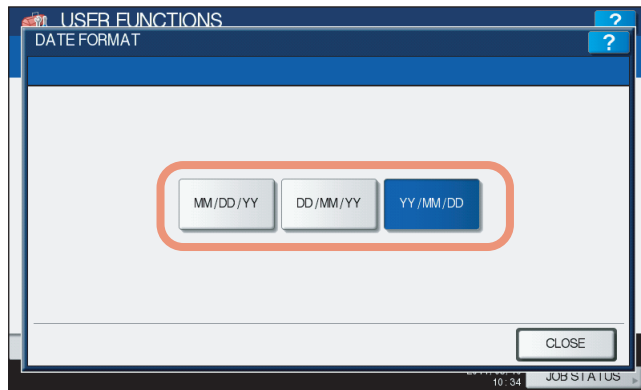 USER FUNCTIONS
?
DATE FORMAT
?
MM/DD/YY
DD/MM/YY
YY/MM/DD
CLOSE
10:34
JOB STATUS